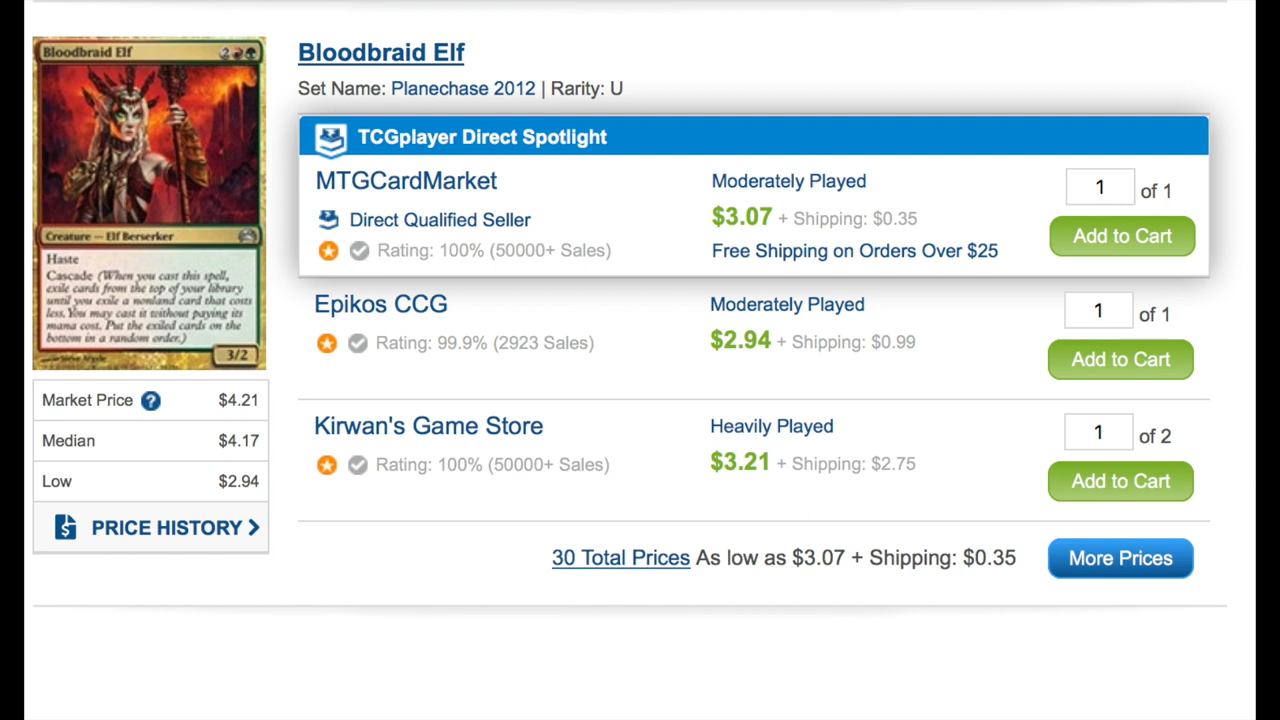 Bloodbraid Elf
2
Creature — Elf Berserker
Haste
Cascade (When you cast this spell,
exile cards from the top of your library
until you exile a nonland card that costs
less. You may cast it without paying its
mana cost. Put the exiled cards on the
bottom in a random order.)
Steve Argyle
3/2
Market Price ? $4.21
Median $4.17
Low $2.94
$ PRICE HISTORY
Bloodbraid Elf
Set Name: Planechase 2012 | Rarity: U
TCGplayer Direct Spotlight
MTGCardMarket Moderately Played 1 of 1
Direct Qualified Seller $3.07 + Shipping: $0.35 Add to Cart
Rating: 100% (50000+ Sales) Free Shipping on Orders Over $25
Epikos CCG Moderately Played 1 of 1
Rating: 99.9% (2923 Sales) $2.94 + Shipping: $0.99 Add to Cart
Kirwan's Game Store Heavily Played 1 of 2
Rating: 100% (50000+ Sales) $3.21 + Shipping: $2.75 Add to Cart
30 Total Prices As low as $3.07 + Shipping: $0.35 More Prices